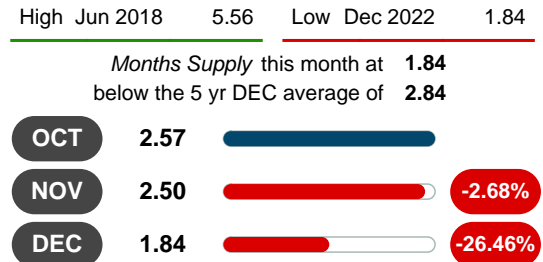 High Jun 2018 5.56 Low Dec 2022 1.84
Months Supply this month at 1.84
below the 5 yr DEC average of 2.84
OCT 2.57
NOV 2.50 -2.68%
DEC 1.84 -26.46%